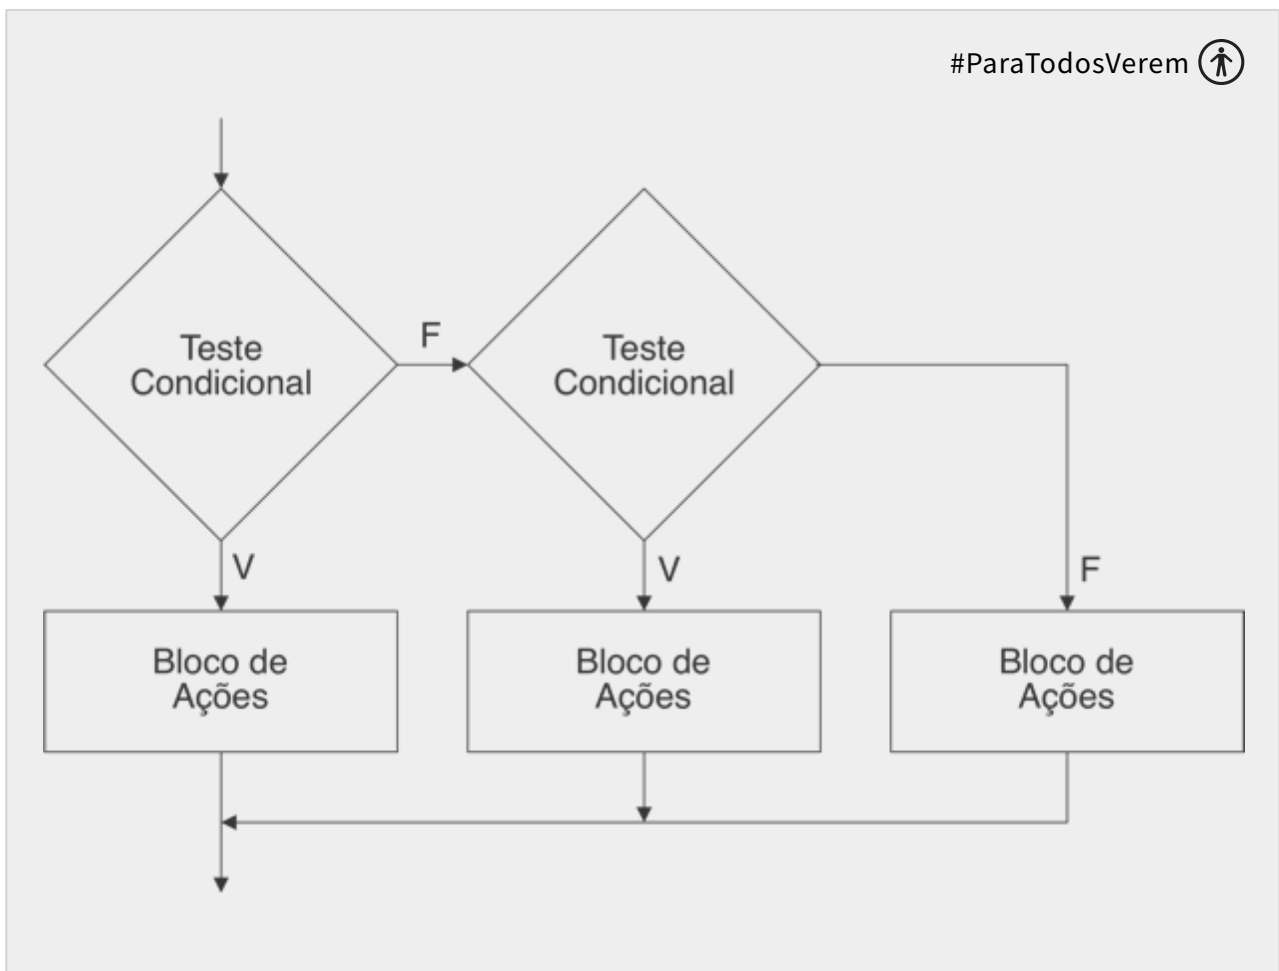 #ParaTodosVerem
Teste
Condicional
F
Teste
Condicional
V
V
F
Bloco de
Ações
Bloco de
Ações
Bloco de
Ações